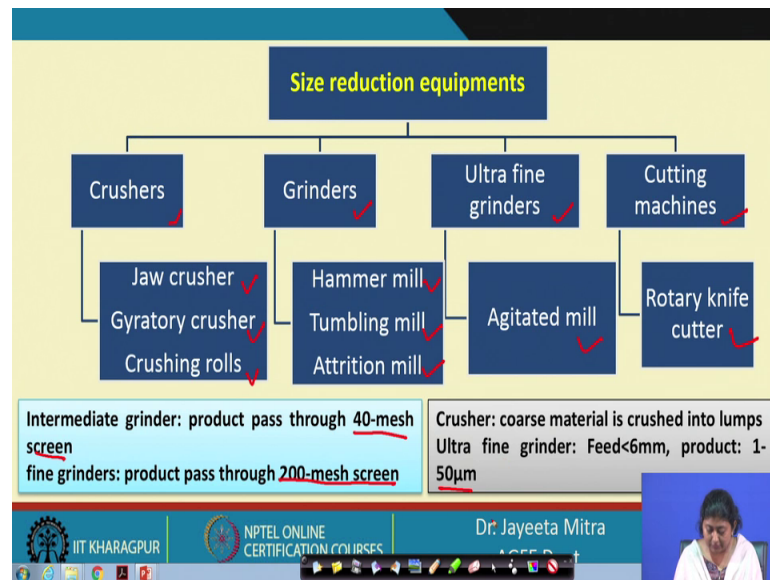 Size reduction equipments
Crushers
Grinders
Ultra fine
grinders
Cutting
machines
Jaw crusher
Gyratory crusher
Crushing rolls
Hammer mill
Tumbling mill
Attrition mill
Agitated mill
Rotary knife
cutter
Intermediate grinder: product pass through 40-mesh
screen
fine grinders: product pass through 200-mesh screen
Crusher: coarse material is crushed into lumps
Ultra fine grinder: Feed<6mm, product: 1-
50µm
IIT KHARAGPUR
NPTEL ONLINE
CERTIFICATION COURSES
Dr. Jayeeta Mitra